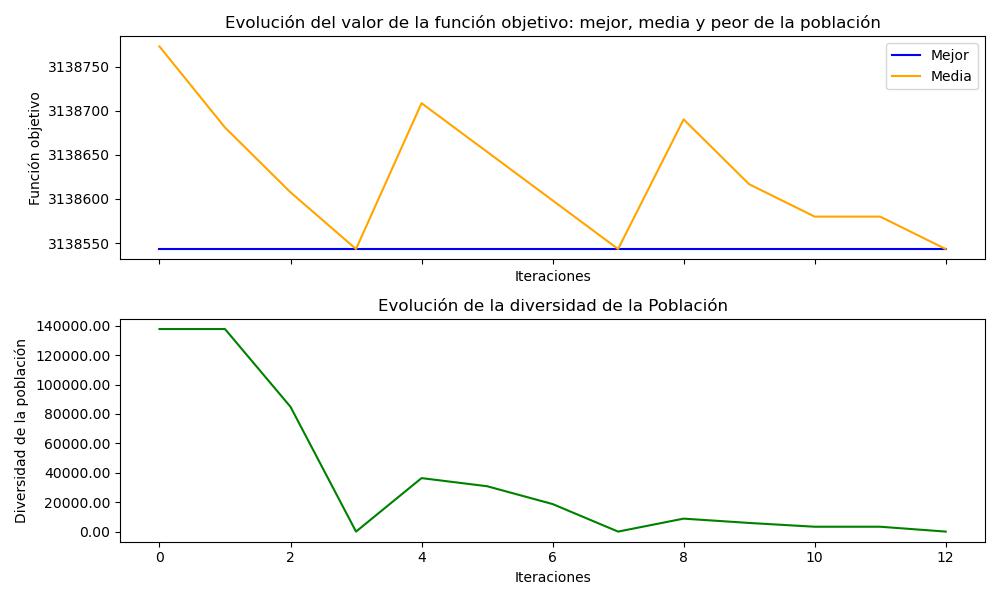 Evolución del valor de la función objetivo: mejor, media y peor de la población
Función objetivo
3138750
3138700
3138650
3138600
3138550
Mejor
Media
Iteraciones
Evolución de la diversidad de la Población
Diversidad de la población
140000.00
120000.00
100000.00
80000.00
60000.00
40000.00
20000.00
0.00
0 2 4 6 8 10 12
Iteraciones